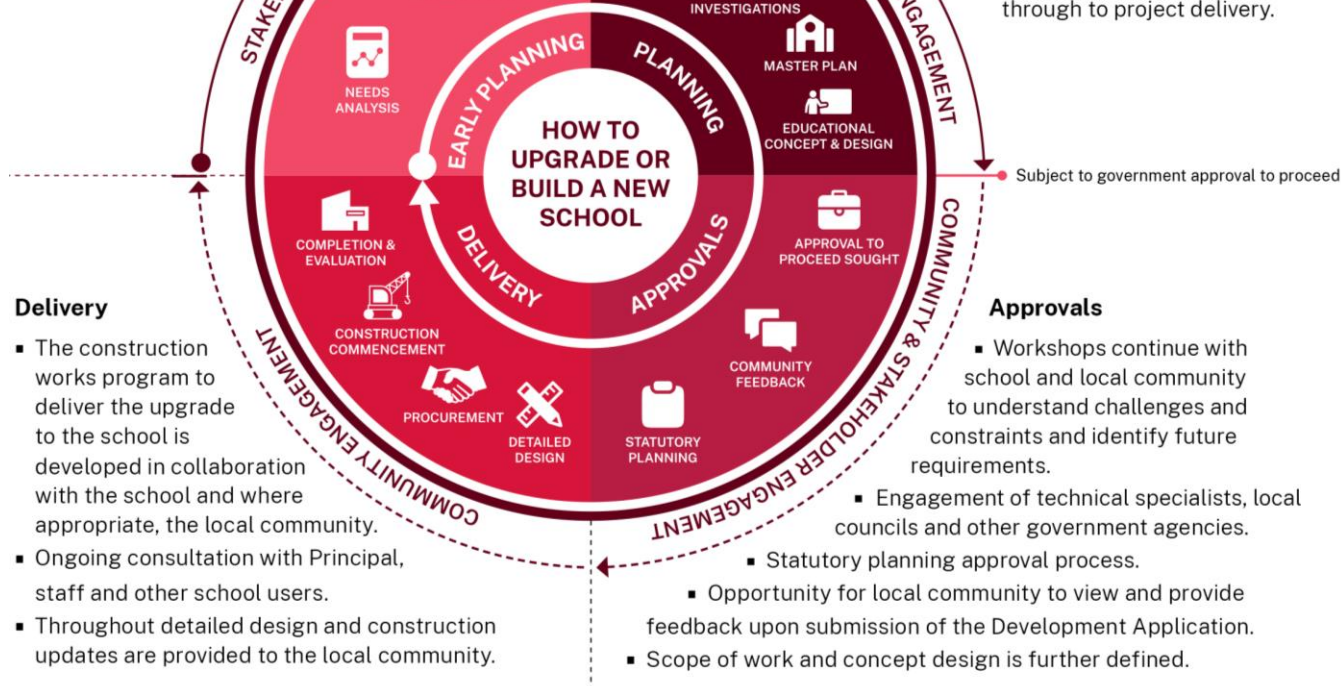 through to project delivery.
STAKE
EARLY PLANNING
NEEDS
ANALYSIS
PLANNING
INVESTIGATIONS
MASTER PLAN
EDUCATIONAL
CONCEPT & DESIGN
NGAGEMENT
HOW TO
UPGRADE OR
BUILD A NEW
SCHOOL
Subject to government approval to proceed
APPROVALS
APPROVAL TO
PROCEED SOUGHT
COMMUNITY
FEEDBACK
STATUTORY
PLANNING
COMMUNITY & STAKEHOLDER ENGAGEMENT
DELIVERY
DETAILED
DESIGN
PROCUREMENT
CONSTRUCTION
COMMENCEMENT
COMPLETION &
EVALUATION
COMMUNITY ENGAGEMENT
Approvals
▪ Workshops continue with
school and local community
to understand challenges and
constraints and identify future
requirements.
▪ Engagement of technical specialists, local
councils and other government agencies.
▪ Statutory planning approval process.
▪ Opportunity for local community to view and provide
feedback upon submission of the Development Application.
▪ Scope of work and concept design is further defined.
Delivery
▪ The construction
works program to
deliver the upgrade
to the school is
developed in collaboration
with the school and where
appropriate, the local community.
▪ Ongoing consultation with Principal,
staff and other school users.
▪ Throughout detailed design and construction
updates are provided to the local community.